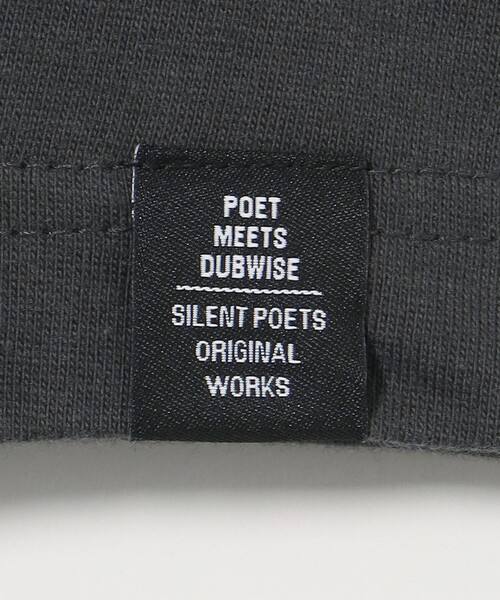 POET
MEETS
DUBWISE
SILENT POETS
ORIGINAL
WORKS